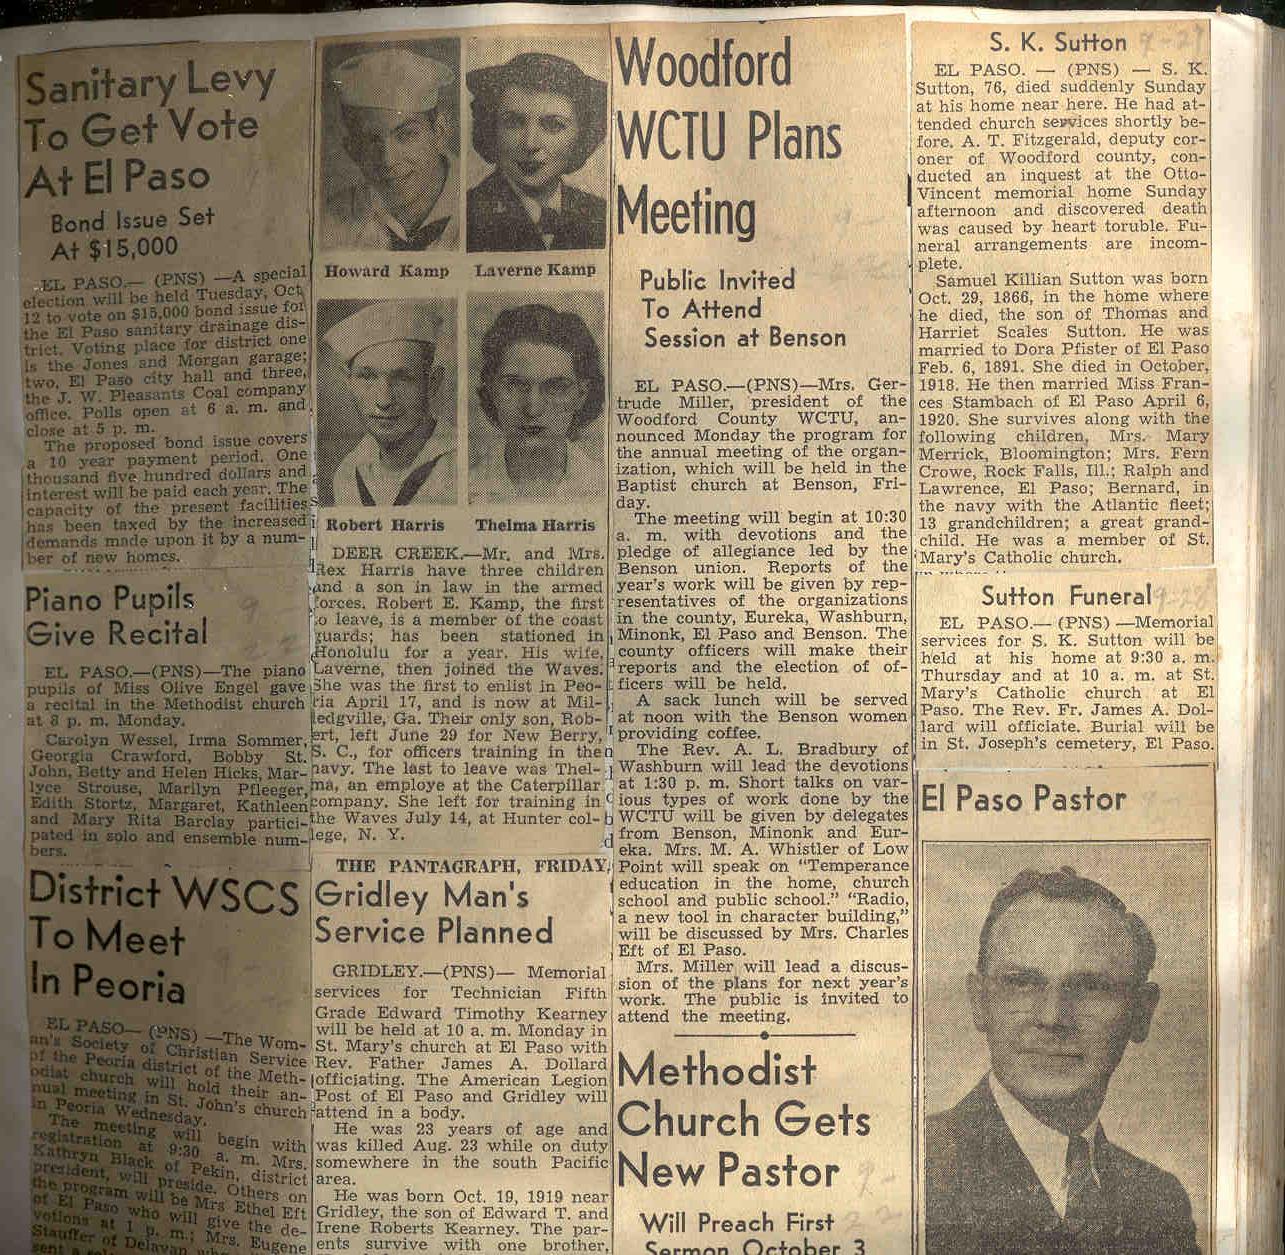 Sanitary Levy
To Get Vote
At El Paso
Bond Issue Set
At $15,000
EL PASO.— (PNS) —A special
election will be held Tuesday, Oct.
12 to vote on $15,000 bond issue for
the El Paso sanitary drainage dis-
trict. Voting place for district one
is the Jones and Morgan garage;
two, El Paso city hall and three,
the J. W. Pleasants Coal company
office. Polls open at 6 a. m. and
close at 5 p. m.
The proposed bond issue covers
a 10 year payment period. One
thousand five hundred dollars and
interest will be paid each year. The
capacity of the present facilities
has been taxed by the increased
demands made upon it by a num-
ber of new homes.
Piano Pupils
Give Recital
EL PASO.—(PNS)—The piano
pupils of Miss Olive Engel gave
a recital in the Methodist church
at 8 p. m. Monday.
Carolyn Wessel, Irma Sommer,
Georgia Crawford, Bobby St.
John, Betty and Helen Hicks, Mar-
lyce Strouse, Marilyn Pfleeger,
Edith Stortz, Margaret, Kathleen
and Mary Rita Barclay partici-
pated in solo and ensemble num-
bers.
District WSCS
To Meet
In Peoria
EL PASO— (PNS) —The Wom-
an's Society of Christian Service
of the Peoria district of the Meth-
odist church will hold their an-
nual meeting in St. John's church
in Peoria Wednesday.
The meeting will begin with
registration at 9:30 a. m. Mrs.
Kathryn Black of Pekin, district
president, will preside. Others on
the program will be Mrs Ethel Eft
of El Paso who will give the de-
votions at 1 p. m.; Mrs. Eugene
Stauffer of Delavan
Howard Kamp Laverne Kamp
Robert Harris Thelma Harris
DEER CREEK.—Mr. and Mrs.
Rex Harris have three children
and a son in law in the armed
forces. Robert E. Kamp, the first
to leave, is a member of the coast
guards; has been stationed in
Honolulu for a year. His wife,
Laverne, then joined the Waves.
She was the first to enlist in Peo-
ria April 17, and is now at Mil-
ledgville, Ga. Their only son, Rob-
ert, left June 29 for New Berry,
S. C., for officers training in the
navy. The last to leave was Thel-
ma, an employe at the Caterpillar
company. She left for training in
the Waves July 14, at Hunter col-
lege, N. Y.
THE PANTAGRAPH, FRIDAY,
Gridley Man's
Service Planned
GRIDLEY.—(PNS)— Memorial
services for Technician Fifth
Grade Edward Timothy Kearney
will be held at 10 a. m. Monday in
St. Mary's church at El Paso with
Rev. Father James A. Dollard
officiating. The American Legion
Post of El Paso and Gridley will
attend in a body.
He was 23 years of age and
was killed Aug. 23 while on duty
somewhere in the south Pacific
area.
He was born Oct. 19, 1919 near
Gridley, the son of Edward T. and
Irene Roberts Kearney. The par-
ents survive with one brother,
Woodford
WCTU Plans
Meeting
Public Invited
To Attend
Session at Benson
EL PASO.—(PNS)—Mrs. Ger-
trude Miller, president of the
Woodford County WCTU, an-
nounced Monday the program for
the annual meeting of the organ-
ization, which will be held in the
Baptist church at Benson, Fri-
day.
The meeting will begin at 10:30
a. m. with devotions and the
pledge of allegiance led by the
Benson union. Reports of the
year's work will be given by rep-
resentatives of the organizations
in the county, Eureka, Washburn,
Minonk, El Paso and Benson. The
county officers will make their
reports and the election of of-
ficers will be held.
A sack lunch will be served
at noon with the Benson women
providing coffee.
The Rev. A. L. Bradbury of
Washburn will lead the devotions
at 1:30 p. m. Short talks on var-
ious types of work done by the
WCTU will be given by delegates
from Benson, Minonk and Eur-
eka. Mrs. M. A. Whistler of Low
Point will speak on "Temperance
education in the home, church
school and public school." "Radio,
a new tool in character building,"
will be discussed by Mrs. Charles
Eft of El Paso.
Mrs. Miller will lead a discus-
sion of the plans for next year's
work. The public is invited to
attend the meeting.
Methodist
Church Gets
New Pastor
Will Preach First
Sermon October 3
S. K. Sutton 9-27
EL PASO. — (PNS) — S. K.
Sutton, 76, died suddenly Sunday
at his home near here. He had at-
tended church services shortly be-
fore. A. T. Fitzgerald, deputy cor-
oner of Woodford county, con-
ducted an inquest at the Otto-
Vincent memorial home Sunday
afternoon and discovered death
was caused by heart toruble. Fu-
neral arrangements are incom-
plete.
Samuel Killian Sutton was born
Oct. 29, 1866, in the home where
he died, the son of Thomas and
Harriet Scales Sutton. He was
married to Dora Pfister of El Paso
Feb. 6, 1891. She died in October,
1918. He then married Miss Fran-
ces Stambach of El Paso April 6,
1920. She survives along with the
following children, Mrs. Mary
Merrick, Bloomington; Mrs. Fern
Crowe, Rock Falls, Ill.; Ralph and
Lawrence, El Paso; Bernard, in
the navy with the Atlantic fleet;
13 grandchildren; a great grand-
child. He was a member of St.
Mary's Catholic church.
Sutton Funeral 9-28
EL PASO.— (PNS) —Memorial
services for S. K. Sutton will be
held at his home at 9:30 a. m.
Thursday and at 10 a. m. at St.
Mary's Catholic church at El
Paso. The Rev. Fr. James A. Dol-
lard will officiate. Burial will be
in St. Joseph's cemetery, El Paso.
El Paso Pastor